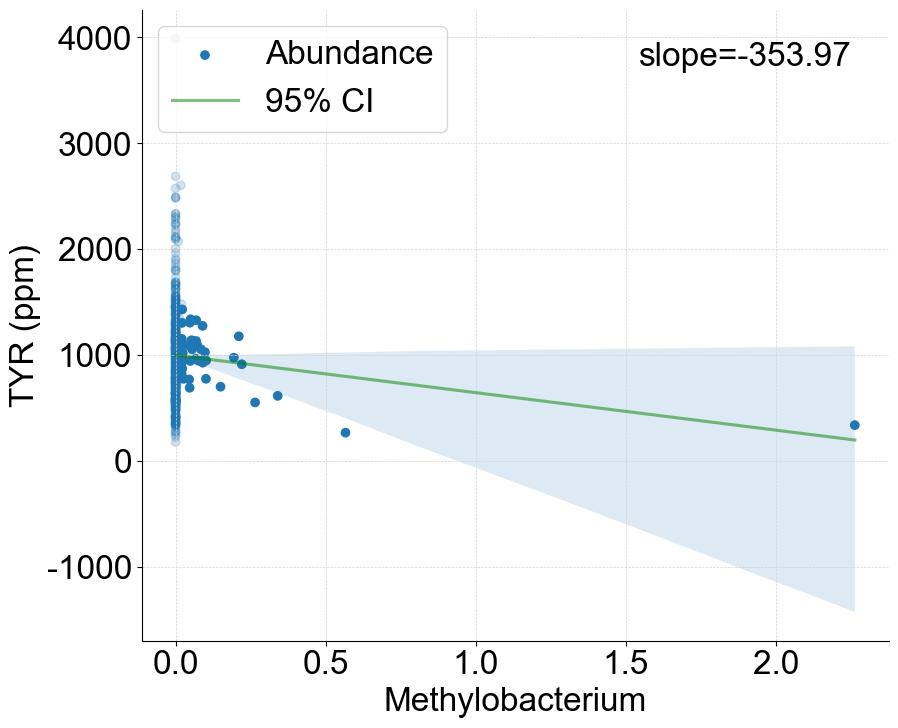 4000
3000
2000
1000
0
-1000
TYR (ppm)
Abundance
95% CI
slope=-353.97
0.0 0.5 1.0 1.5 2.0
Methylobacterium